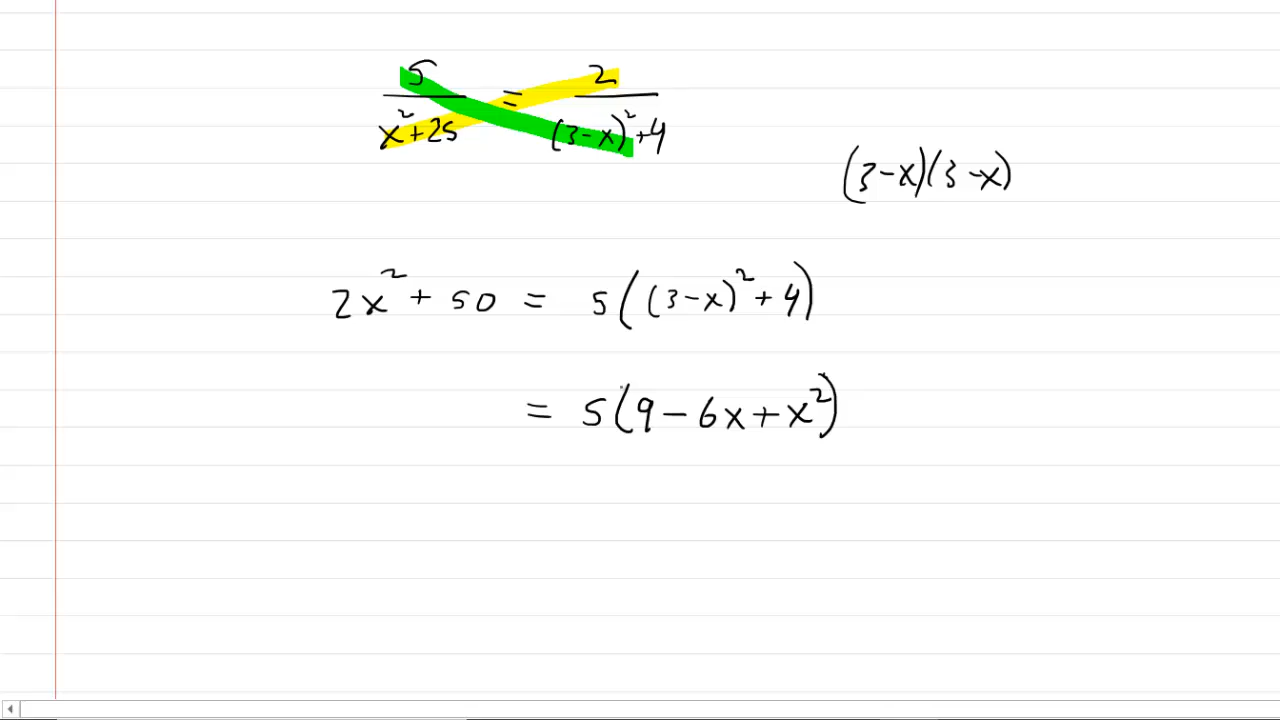 5/(x²+25) = 2/((3-x)²+4)
(3-x)(3-x)
2x² + 50 = 5((3-x)²+4)
= 5(9-6x+x²)